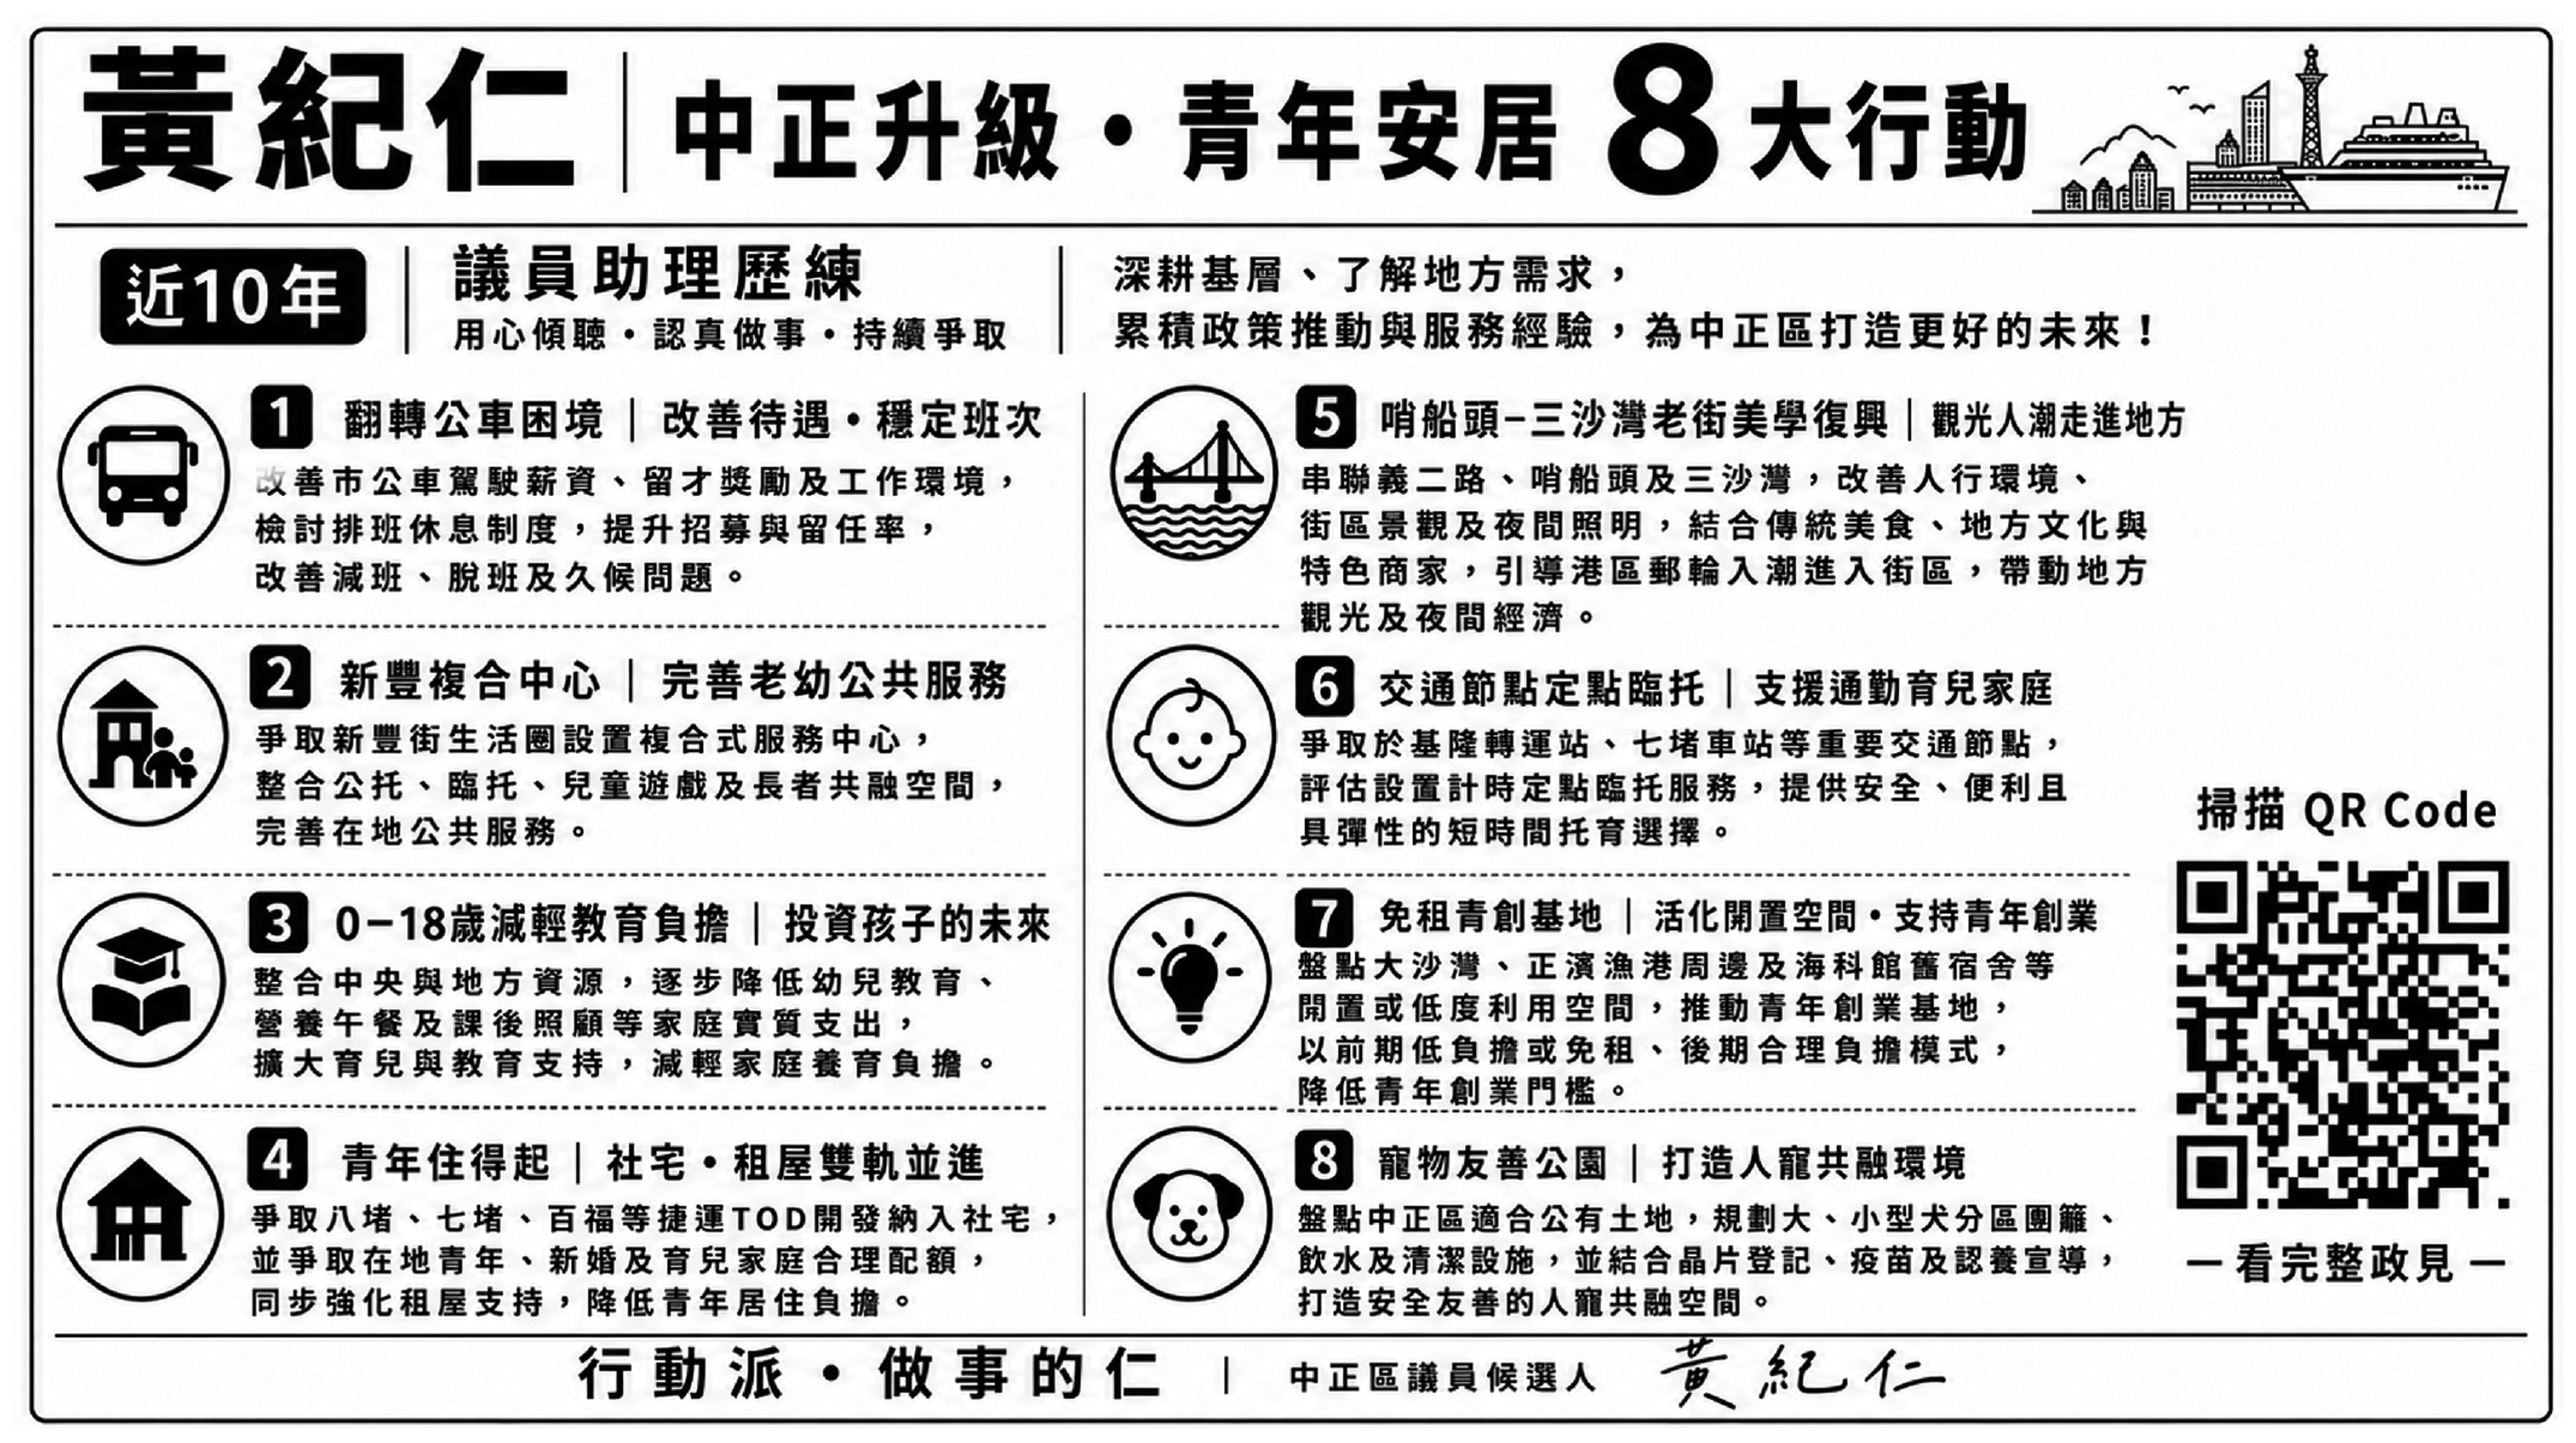 黃紀仁
中正升級・青年安居 8 大行動
近10年
議員助理歷練
用心傾聽・認真做事・持續爭取
深耕基層、了解地方需求，
累積政策推動與服務經驗，為中正區打造更好的未來！
1 翻轉公車困境｜改善待遇・穩定班次
改善市公車駕駛薪資、留才獎勵及工作環境，
檢討排班休息制度，提升招募與留任率，
改善減班、脫班及久候問題。
2 新豐複合中心｜完善老幼公共服務
爭取新豐街生活圈設置複合式服務中心，
整合公托、臨托、兒童遊戲及長者共融空間，
完善在地公共服務。
3 0－18歲減輕教育負擔｜投資孩子的未來
整合中央與地方資源，逐步降低幼兒教育、
營養午餐及課後照顧等家庭實質支出，
擴大育兒與教育支持，減輕家庭養育負擔。
4 青年住得起｜社宅・租屋雙軌並進
爭取八堵、七堵、百福等捷運TOD開發納入社宅，
並爭取在地青年、新婚及育兒家庭合理配額，
同步強化租屋支持，降低青年居住負擔。
5 哨船頭－三沙灣老街美學復興｜觀光人潮走進地方
串聯義二路、哨船頭及三沙灣，改善人行環境、
街區景觀及夜間照明，結合傳統美食、地方文化與
特色商家，引導港區郵輪入潮進入街區，帶動地方
觀光及夜間經濟。
6 交通節點定點臨托｜支援通勤育兒家庭
爭取於基隆轉運站、七堵車站等重要交通節點，
評估設置計時定點臨托服務，提供安全、便利且
具彈性的短時間托育選擇。
7 免租青創基地｜活化開置空間・支持青年創業
盤點大沙灣、正濱漁港周邊及海科館舊宿舍等
開置或低度利用空間，推動青年創業基地，
以前期低負擔或免租、後期合理負擔模式，
降低青年創業門檻。
8 寵物友善公園｜打造人寵共融環境
盤點中正區適合公有土地，規劃大、小型犬分區團籬、
飲水及清潔設施，並結合晶片登記、疫苗及認養宣導，
打造安全友善的人寵共融空間。
掃描 QR Code
— 看完整政見 —
行動派・做事的仁｜中正區議員候選人 黃紀仁